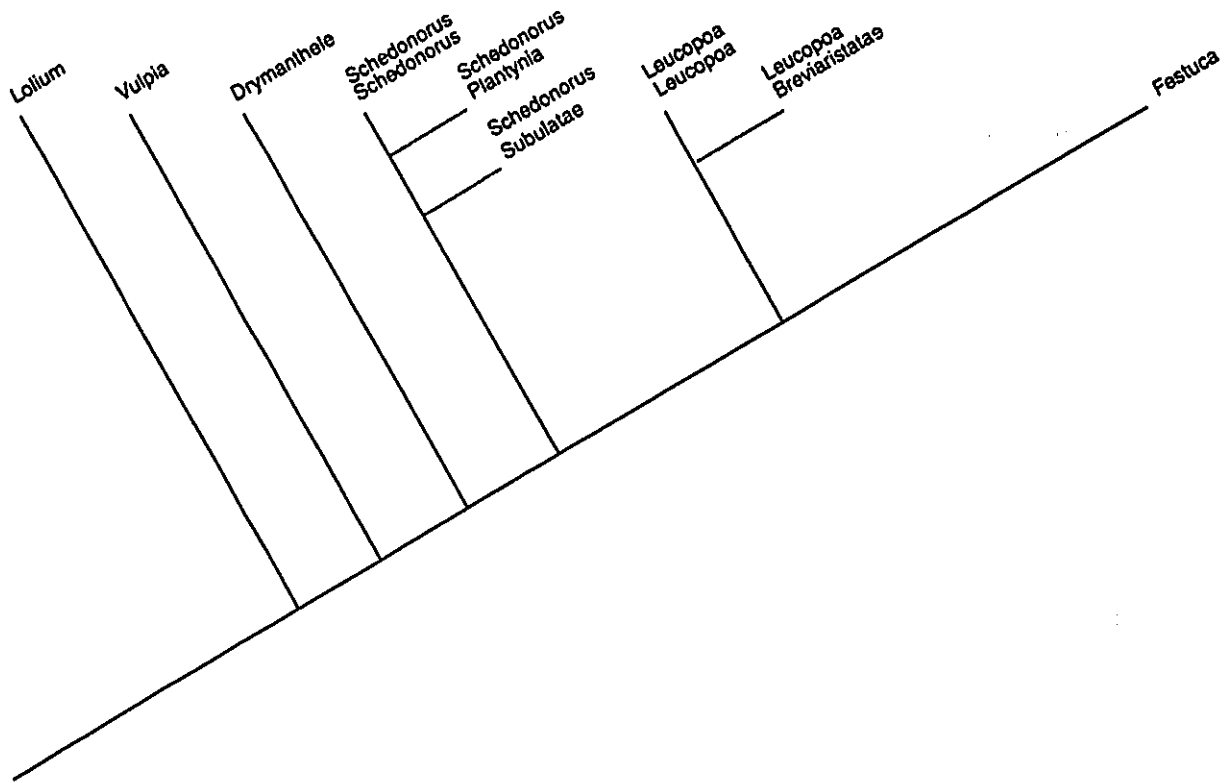 Lolium
Vulpia
Drymanthele
Schedonorus
Schedonorus
Schedonorus
Plantynia
Schedonorus
Subulatae
Leucopoa
Leucopoa
Leucopoa
Breviaristatae
Festuca